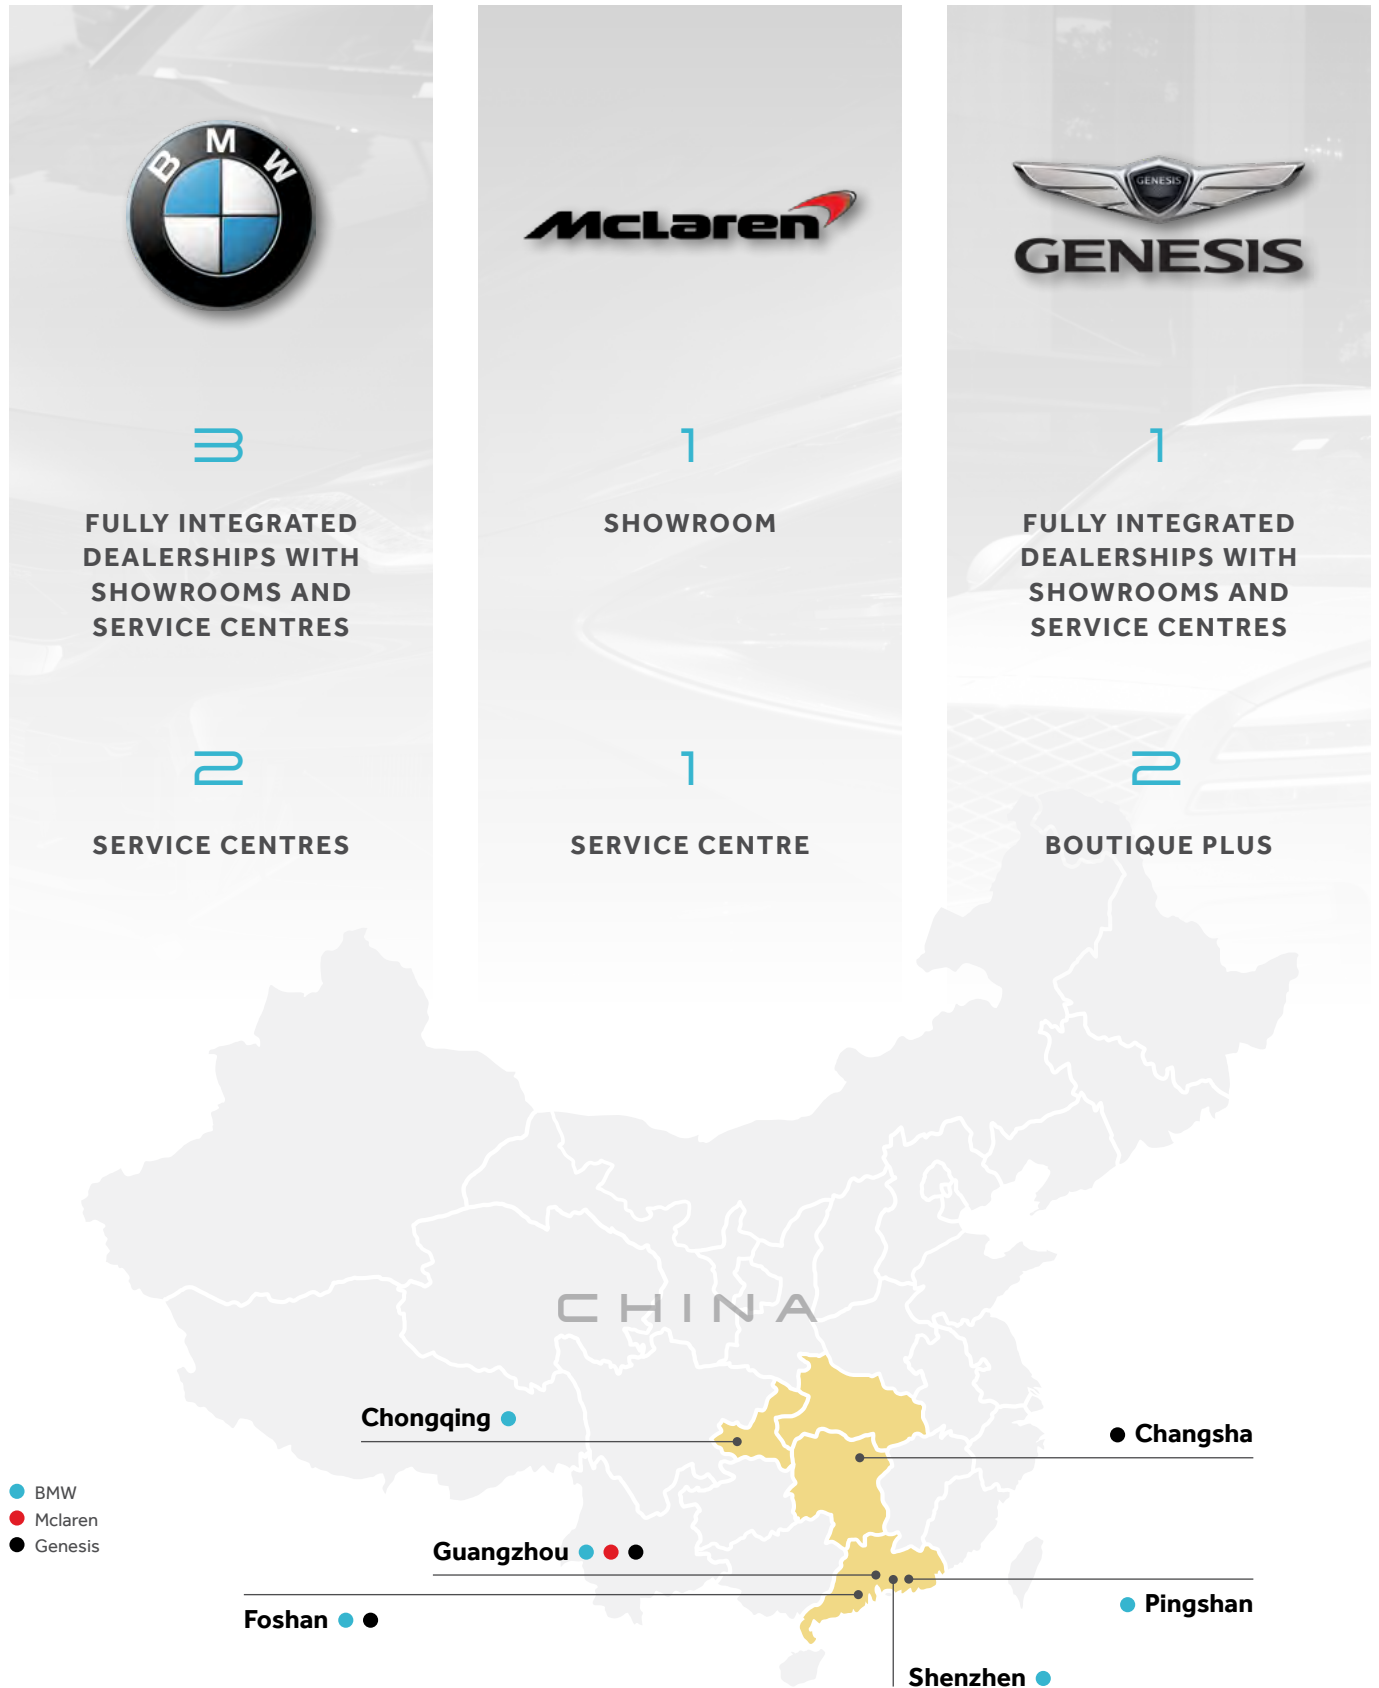 B M W
McLaren
GENESIS
GENESIS
3
FULLY INTEGRATED
DEALERSHIPS WITH
SHOWROOMS AND
SERVICE CENTRES
2
SERVICE CENTRES
1
SHOWROOM
1
SERVICE CENTRE
1
FULLY INTEGRATED
DEALERSHIPS WITH
SHOWROOMS AND
SERVICE CENTRES
2
BOUTIQUE PLUS
CHINA
Chongqing
Changsha
BMW
Mclaren
Genesis
Guangzhou
Foshan
Pingshan
Shenzhen